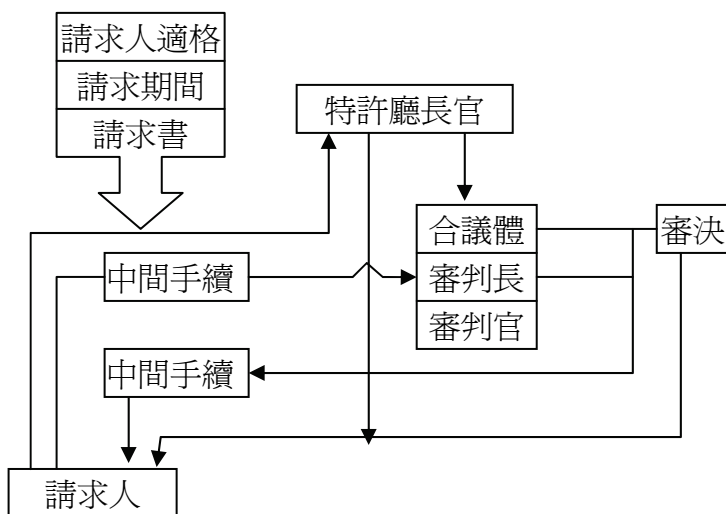 請求人適格
請求期間
請求書
特許廳長官
合議體
審判長
審判官
審決
中間手續
中間手續
請求人